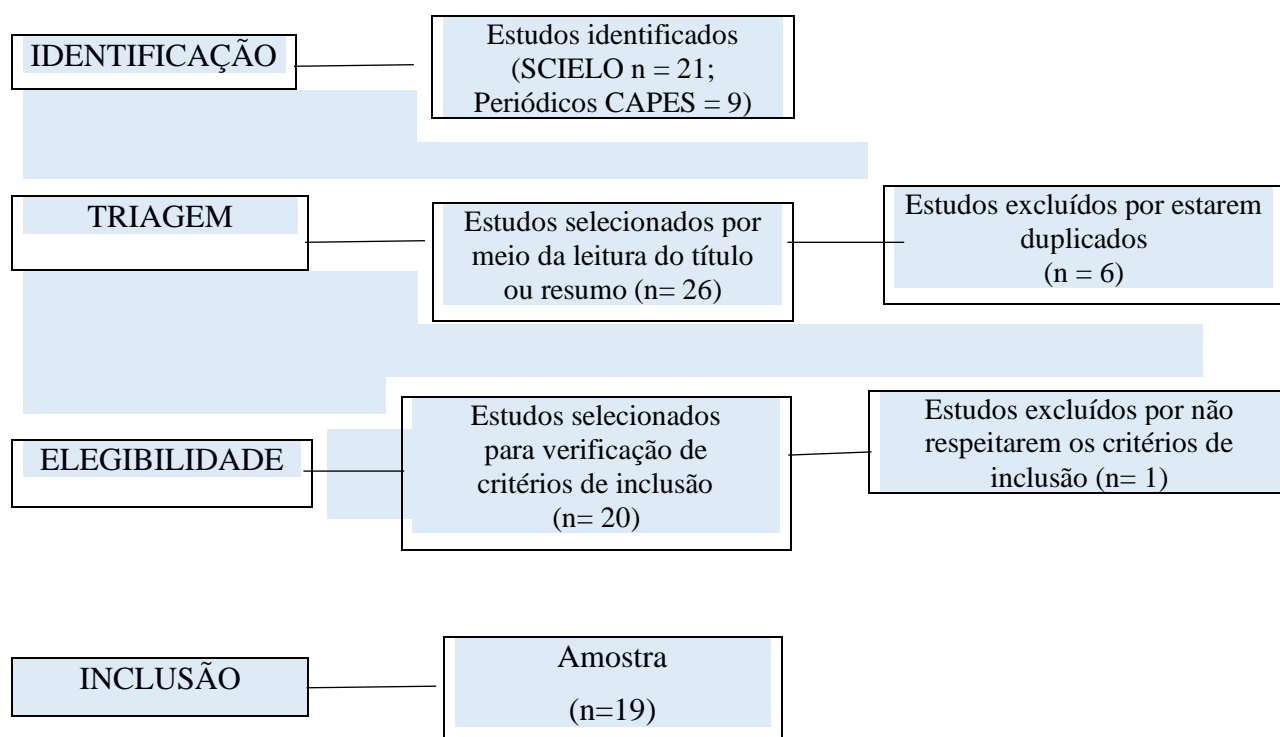 IDENTIFICAÇÃO
Estudos identificados
(SCIELO n = 21;
Periódicos CAPES = 9)
TRIAGEM
Estudos selecionados por
meio da leitura do título
ou resumo (n= 26)
Estudos excluídos por estarem
duplicados
(n = 6)
ELEGIBILIDADE
Estudos selecionados
para verificação de
critérios de inclusão
(n= 20)
Estudos excluídos por não
respeitarem os critérios de
inclusão (n= 1)
INCLUSÃO
Amostra
(n=19)